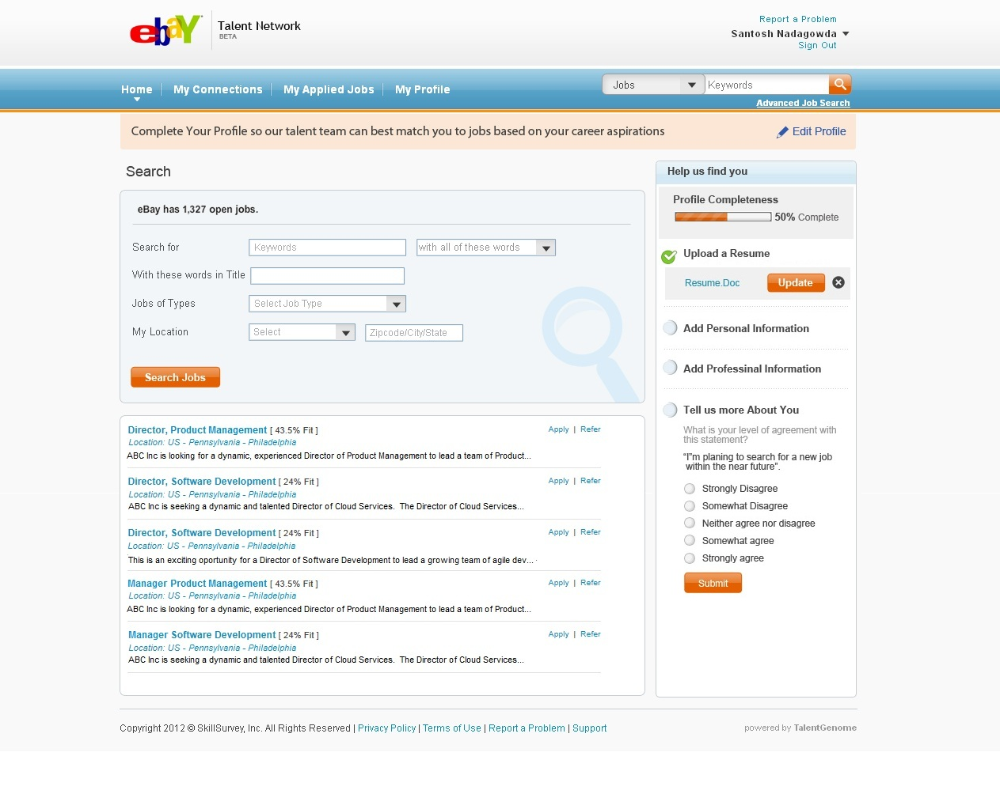 ebaY Talent Network
BETA
Report a Problem
Santosh Nadagowda
Sign Out
Home
My Connections
My Applied Jobs
My Profile
Jobs
Keywords
Advanced Job Search
Complete Your Profile so our talent team can best match you to jobs based on your career aspirations
Edit Profile
Search
eBay has 1,327 open jobs.
Search for
Keywords
with all of these words
With these words in Title
Jobs of Types
Select Job Type
My Location
Select
Zipcode/City/State
Search Jobs
Director, Product Management [ 43.5% Fit ]
Apply | Refer
Location: US - Pennsylvania - Philadelphia
ABC Inc is looking for a dynamic, experienced Director of Product Management to lead a team of Product...
Director, Software Development [ 24% Fit ]
Apply | Refer
Location: US - Pennsylvania - Philadelphia
ABC Inc is seeking a dynamic and talented Director of Cloud Services. The Director of Cloud Services...
Director, Software Development [ 24% Fit ]
Apply | Refer
Location: US - Pennsylvania - Philadelphia
This is an exciting oportunity for a Director of Software Development to lead a growing team of agile dev...
Manager Product Management [ 43.5% Fit ]
Apply | Refer
Location: US - Pennsylvania - Philadelphia
ABC Inc is looking for a dynamic, experienced Director of Product Management to lead a team of Product...
Manager Software Development [ 24% Fit ]
Apply | Refer
Location: US - Pennsylvania - Philadelphia
ABC Inc is seeking a dynamic and talented Director of Cloud Services. The Director of Cloud Services...
Help us find you
Profile Completeness
50% Complete
Upload a Resume
Resume.Doc
Update
Add Personal Information
Add Professinal Information
Tell us more About You
What is your level of agreement with
this statement?
“I"m planing to search for a new job
within the near future”.
Strongly Disagree
Somewhat Disagree
Neither agree nor disagree
Somewhat agree
Strongly agree
Submit
Copyright 2012 © SkillSurvey, Inc. All Rights Reserved | Privacy Policy | Terms of Use | Report a Problem | Support
powered by TalentGenome